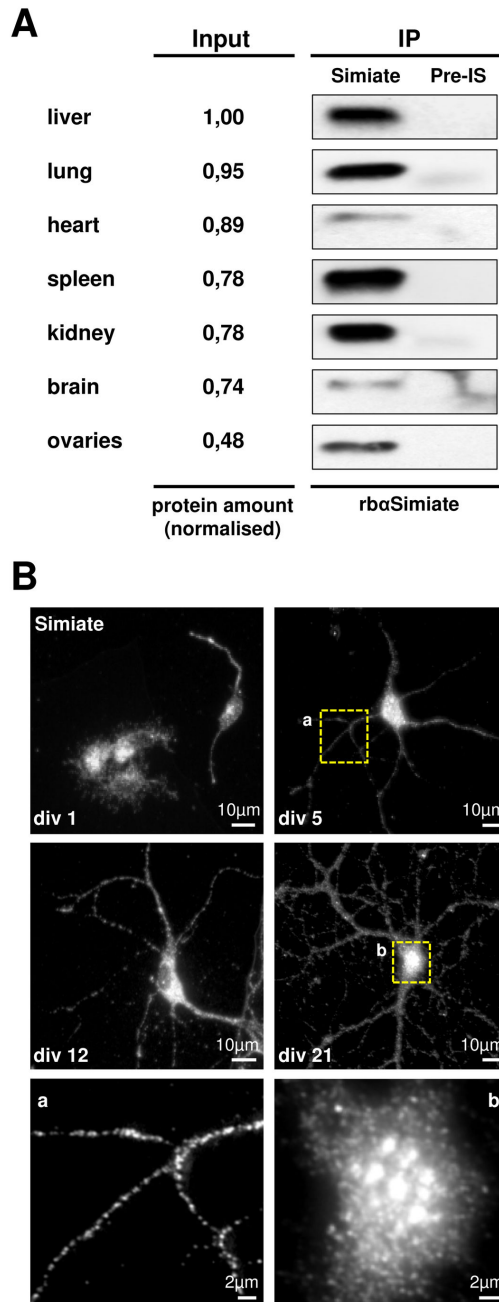 A
Input IP
Simiate Pre-IS
liver 1,00
lung 0,95
heart 0,89
spleen 0,78
kidney 0,78
brain 0,74
ovaries 0,48
protein amount rbαSimiate
(normalised)
B
Simiate
div 1 10µm
a
div 5 10µm
div 12 10µm
b
div 21 10µm
a
2µm
b
2µm